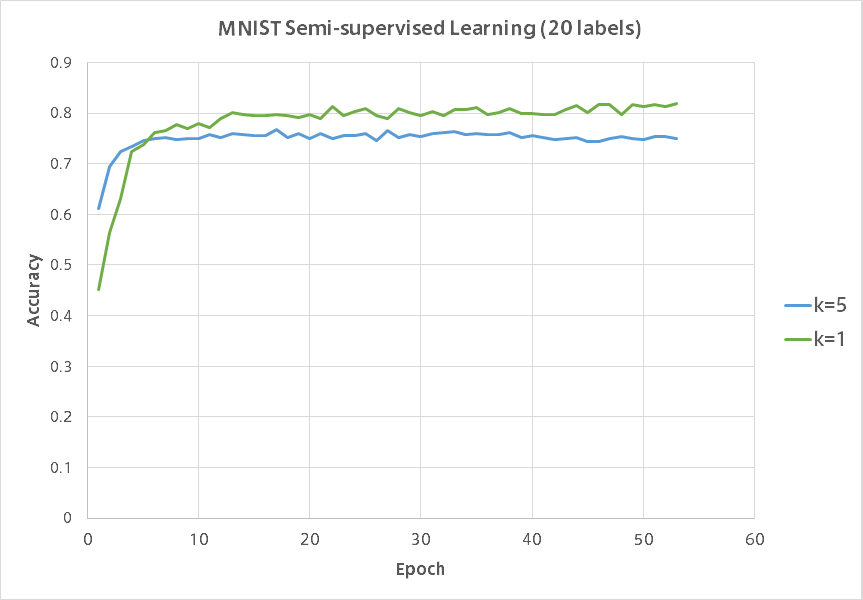 MNIST Semi-supervised Learning (20 labels)
0.9
0.8
0.7
0.6
0.5
0.4
0.3
0.2
0.1
0
Accuracy
0 10 20 30 40 50 60
Epoch
k=5
k=1